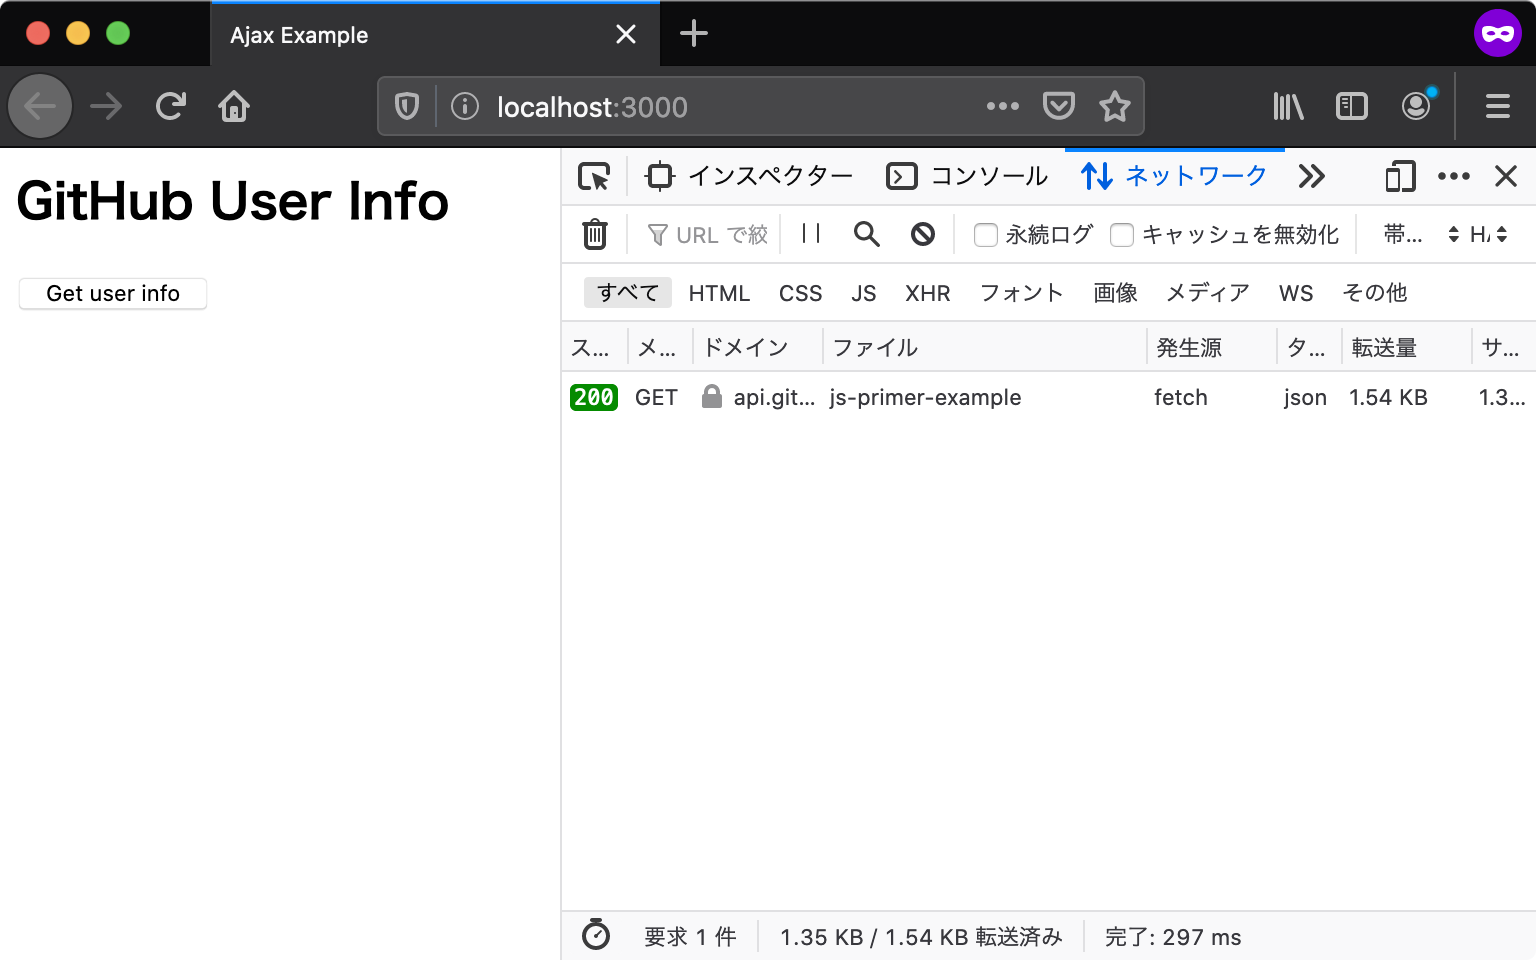 Ajax Example
localhost:3000
GitHub User Info
Get user info
インスペクター コンソール ネットワーク
URL で絞 永続ログ キャッシュを無効化 帯...
すべて HTML CSS JS XHR フォント 画像 メディア WS その他
ス... メ... ドメイン ファイル 発生源 タ... 転送量 サ...
200 GET api.git... js-primer-example fetch json 1.54 KB 1.3...
要求 1 件 1.35 KB / 1.54 KB 転送済み 完了: 297 ms